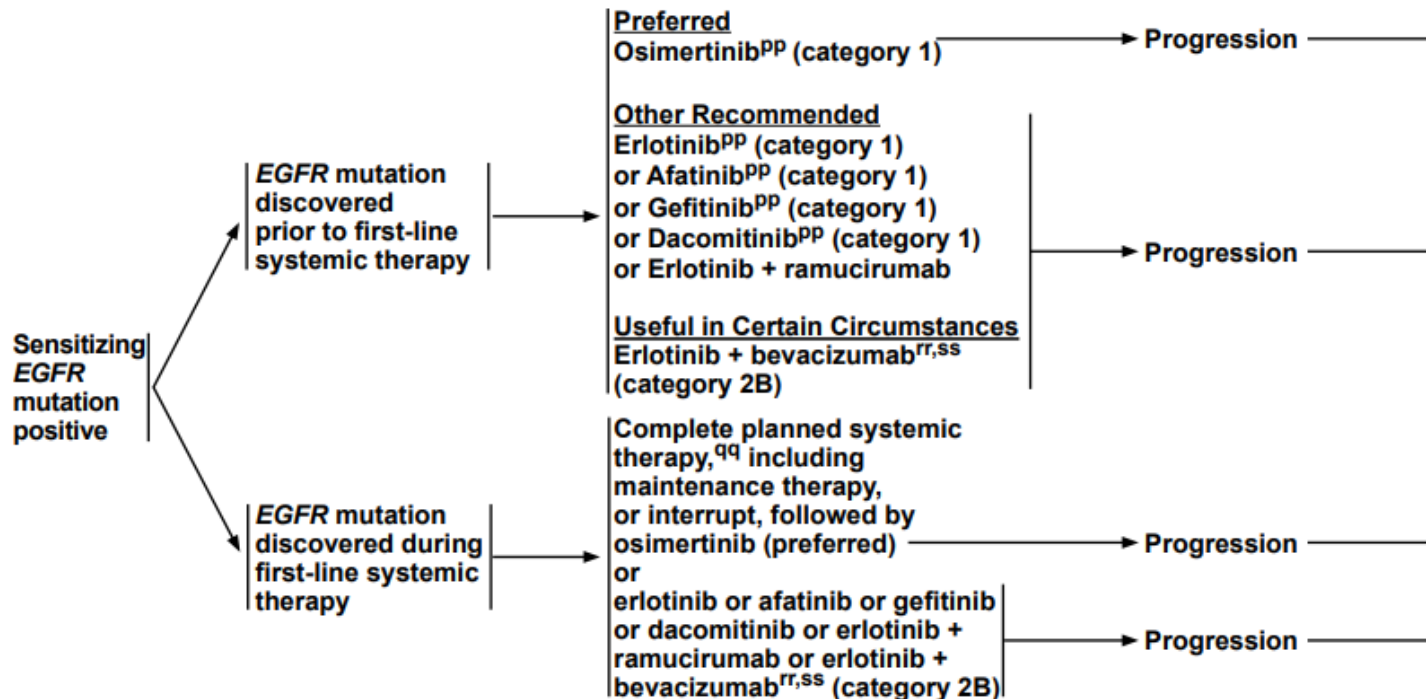 Sensitizing
EGFR
mutation
positive
EGFR mutation
discovered
prior to first-line
systemic therapy
Preferred
Osimertinibpp (category 1)
Progression
Other Recommended
Erlotinibpp (category 1)
or Afatinibpp (category 1)
or Gefitinibpp (category 1)
or Dacomitinibpp (category 1)
or Erlotinib + ramucirumab
Useful in Certain Circumstances
Erlotinib + bevacizumabrr,ss
(category 2B)
Progression
EGFR mutation
discovered during
first-line systemic
therapy
Complete planned systemic
therapy,qq including
maintenance therapy,
or interrupt, followed by
osimertinib (preferred)
Progression
or
erlotinib or afatinib or gefitinib
or dacomitinib or erlotinib +
ramucirumab or erlotinib +
bevacizumabrr,ss (category 2B)
Progression